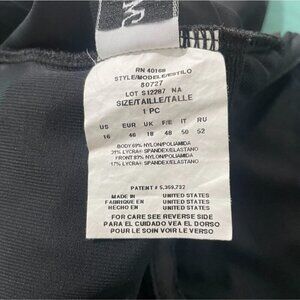 RN 40169
STYLE/MODELE/ESTILO
80727
LOT S12287 NA
SIZE/TAILLE/TALLE
1 PC
US EUR UK F/E IT RU
16 46 18 48 50 52
BODY 69% NYLON/POLIAMIDA
31% LYCRA® SPANDEX/ELASTANO
FRONT 83% NYLON/POLIAMIDA
17% LYCRA® SPANDEX/ELASTANO
PATENT # 5,359,732
MADE IN UNITED STATES
FABRIQUE EN UNITED STATES
HECHO EN UNITED STATES
FOR CARE SEE REVERSE SIDE
PARA EL CUIDADO VEA EL DORSO
POUR LE SOIN VOIR LE VERSO